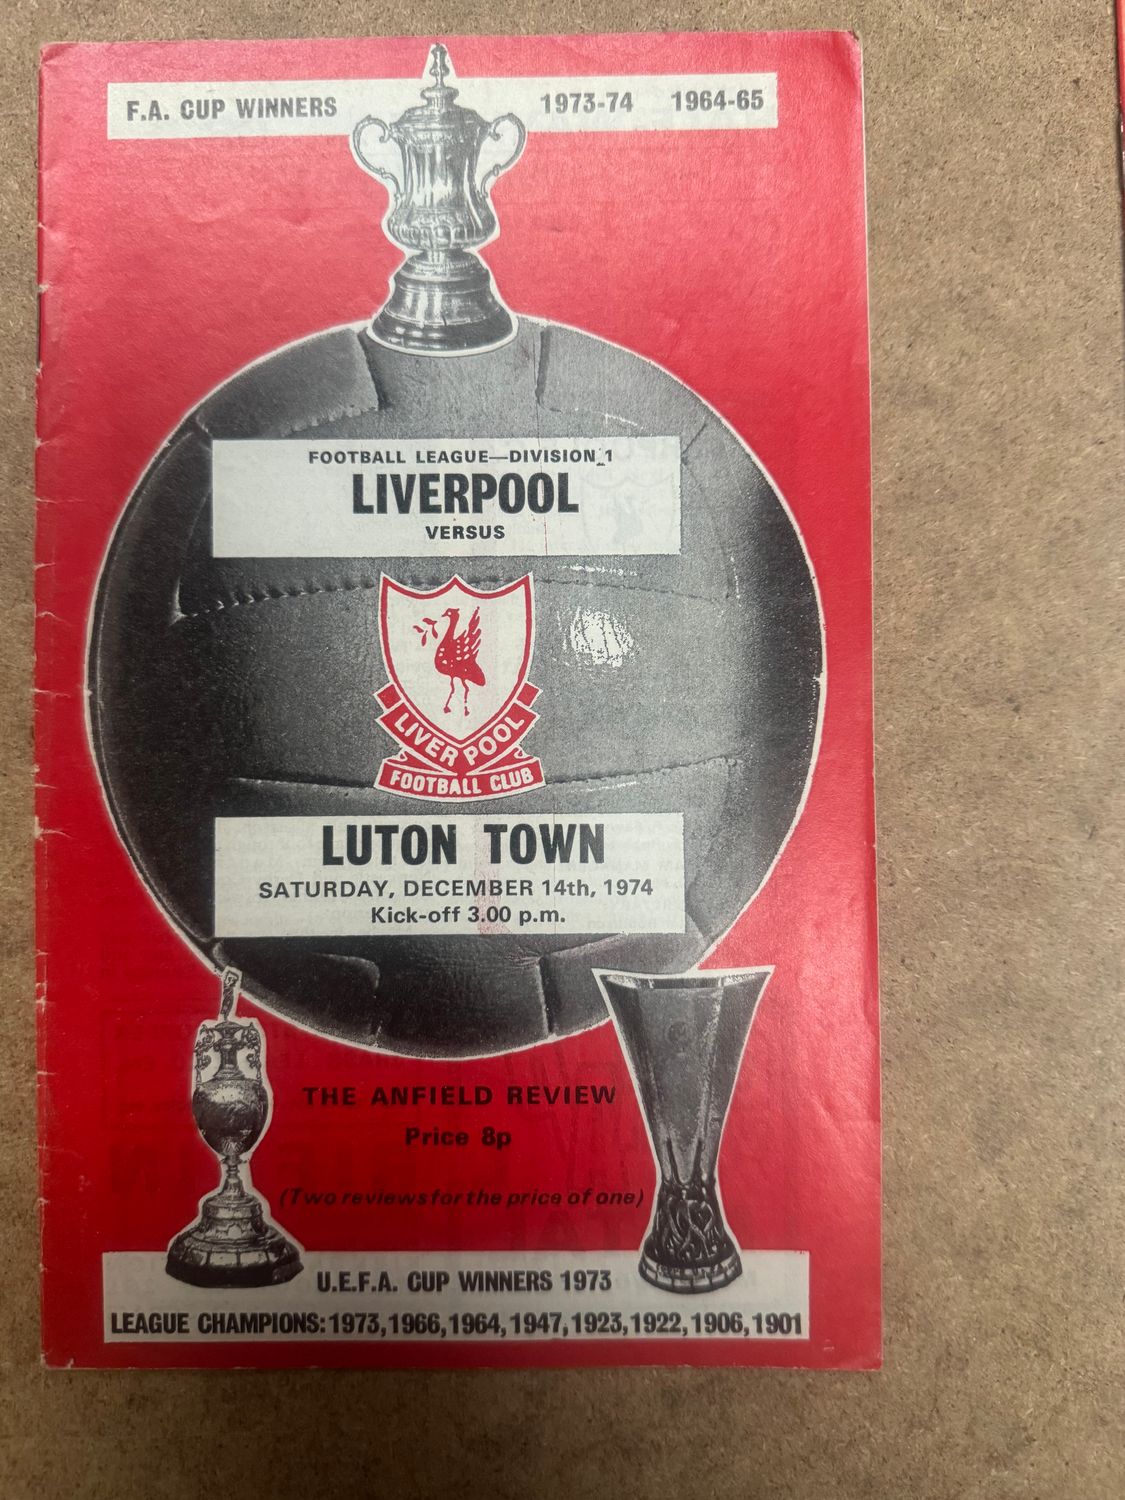 F.A. CUP WINNERS 1973-74 1964-65
FOOTBALL LEAGUE—DIVISION 1
LIVERPOOL
VERSUS
LIVERPOOL
FOOTBALL CLUB
LUTON TOWN
SATURDAY, DECEMBER 14th, 1974
Kick-off 3.00 p.m.
THE ANFIELD REVIEW
Price 8p
(Two reviews for the price of one)
U.E.F.A. CUP WINNERS 1973
LEAGUE CHAMPIONS: 1973, 1966, 1964, 1947, 1923, 1922, 1906, 1901